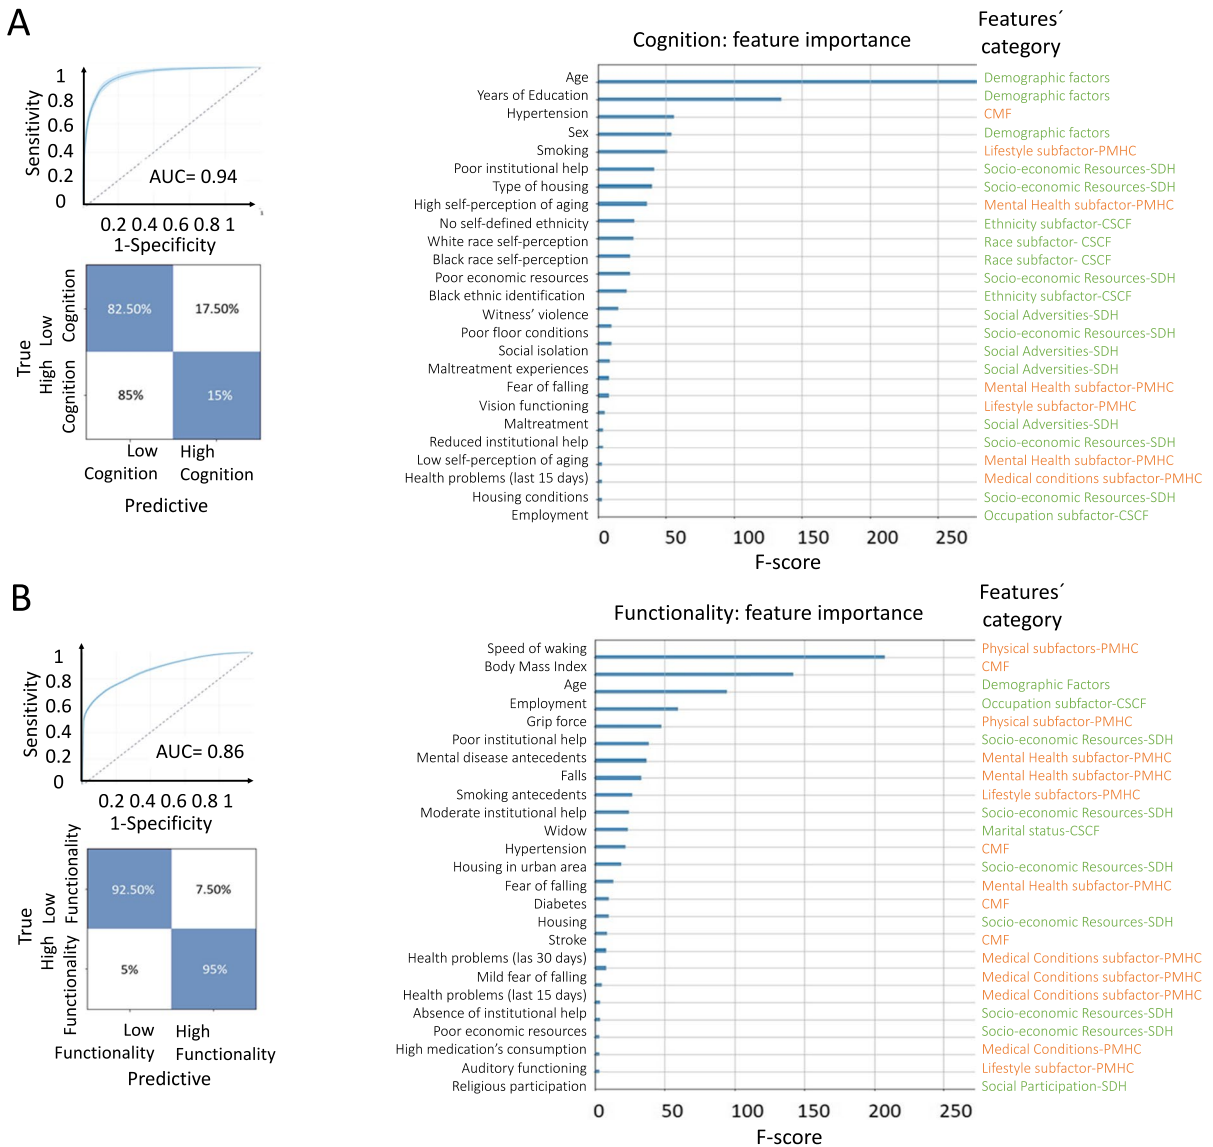 A
Sensitivity
1
0.8
0.6
0.4
0.2
0
AUC= 0.94
0.2 0.4 0.6 0.8 1
1-Specificity
True
High Low
Cognition Cognition
82.50% 17.50%
85% 15%
Low High
Cognition Cognition
Predictive
Cognition: feature importance
Features´
category
Age Demographic factors
Years of Education Demographic factors
Hypertension CMF
Sex Demographic factors
Smoking Lifestyle subfactor-PMHC
Poor institutional help Socio-economic Resources-SDH
Type of housing Socio-economic Resources-SDH
High self-perception of aging Mental Health subfactor-PMHC
No self-defined ethnicity Ethnicity subfactor-CSCF
White race self-perception Race subfactor- CSCF
Black race self-perception Race subfactor- CSCF
Poor economic resources Socio-economic Resources-SDH
Black ethnic identification Ethnicity subfactor-CSCF
Witness’ violence Social Adversities-SDH
Poor floor conditions Socio-economic Resources-SDH
Social isolation Social Adversities-SDH
Maltreatment experiences Social Adversities-SDH
Fear of falling Mental Health subfactor-PMHC
Vision functioning Lifestyle subfactor-PMHC
Maltreatment Social Adversities-SDH
Reduced institutional help Socio-economic Resources-SDH
Low self-perception of aging Mental Health subfactor-PMHC
Health problems (last 15 days) Medical conditions subfactor-PMHC
Housing conditions Socio-economic Resources-SDH
Employment Occupation subfactor-CSCF
0 50 100 150 200 250
F-score
B
Sensitivity
1
0.8
0.6
0.4
0.2
0
AUC= 0.86
0.2 0.4 0.6 0.8 1
1-Specificity
True
High Low
Functionality Functionality
92.50% 7.50%
5% 95%
Low High
Functionality Functionality
Predictive
Functionality: feature importance
Features´
category
Speed of waking Physical subfactors-PMHC
Body Mass Index CMF
Age Demographic Factors
Employment Occupation subfactor-CSCF
Grip force Physical subfactor-PMHC
Poor institutional help Socio-economic Resources-SDH
Mental disease antecedents Mental Health subfactor-PMHC
Falls Mental Health subfactor-PMHC
Smoking antecedents Lifestyle subfactors-PMHC
Moderate institutional help Socio-economic Resources-SDH
Widow Marital status-CSCF
Hypertension CMF
Housing in urban area Socio-economic Resources-SDH
Fear of falling Mental Health subfactor-PMHC
Diabetes CMF
Housing Socio-economic Resources-SDH
Stroke CMF
Health problems (las 30 days) Medical Conditions subfactor-PMHC
Mild fear of falling Medical Conditions subfactor-PMHC
Health problems (last 15 days) Medical Conditions subfactor-PMHC
Absence of institutional help Socio-economic Resources-SDH
Poor economic resources Socio-economic Resources-SDH
High medication’s consumption Medical Conditions-PMHC
Auditory functioning Lifestyle subfactor-PMHC
Religious participation Social Participation-SDH
0 50 100 150 200 250
F-score